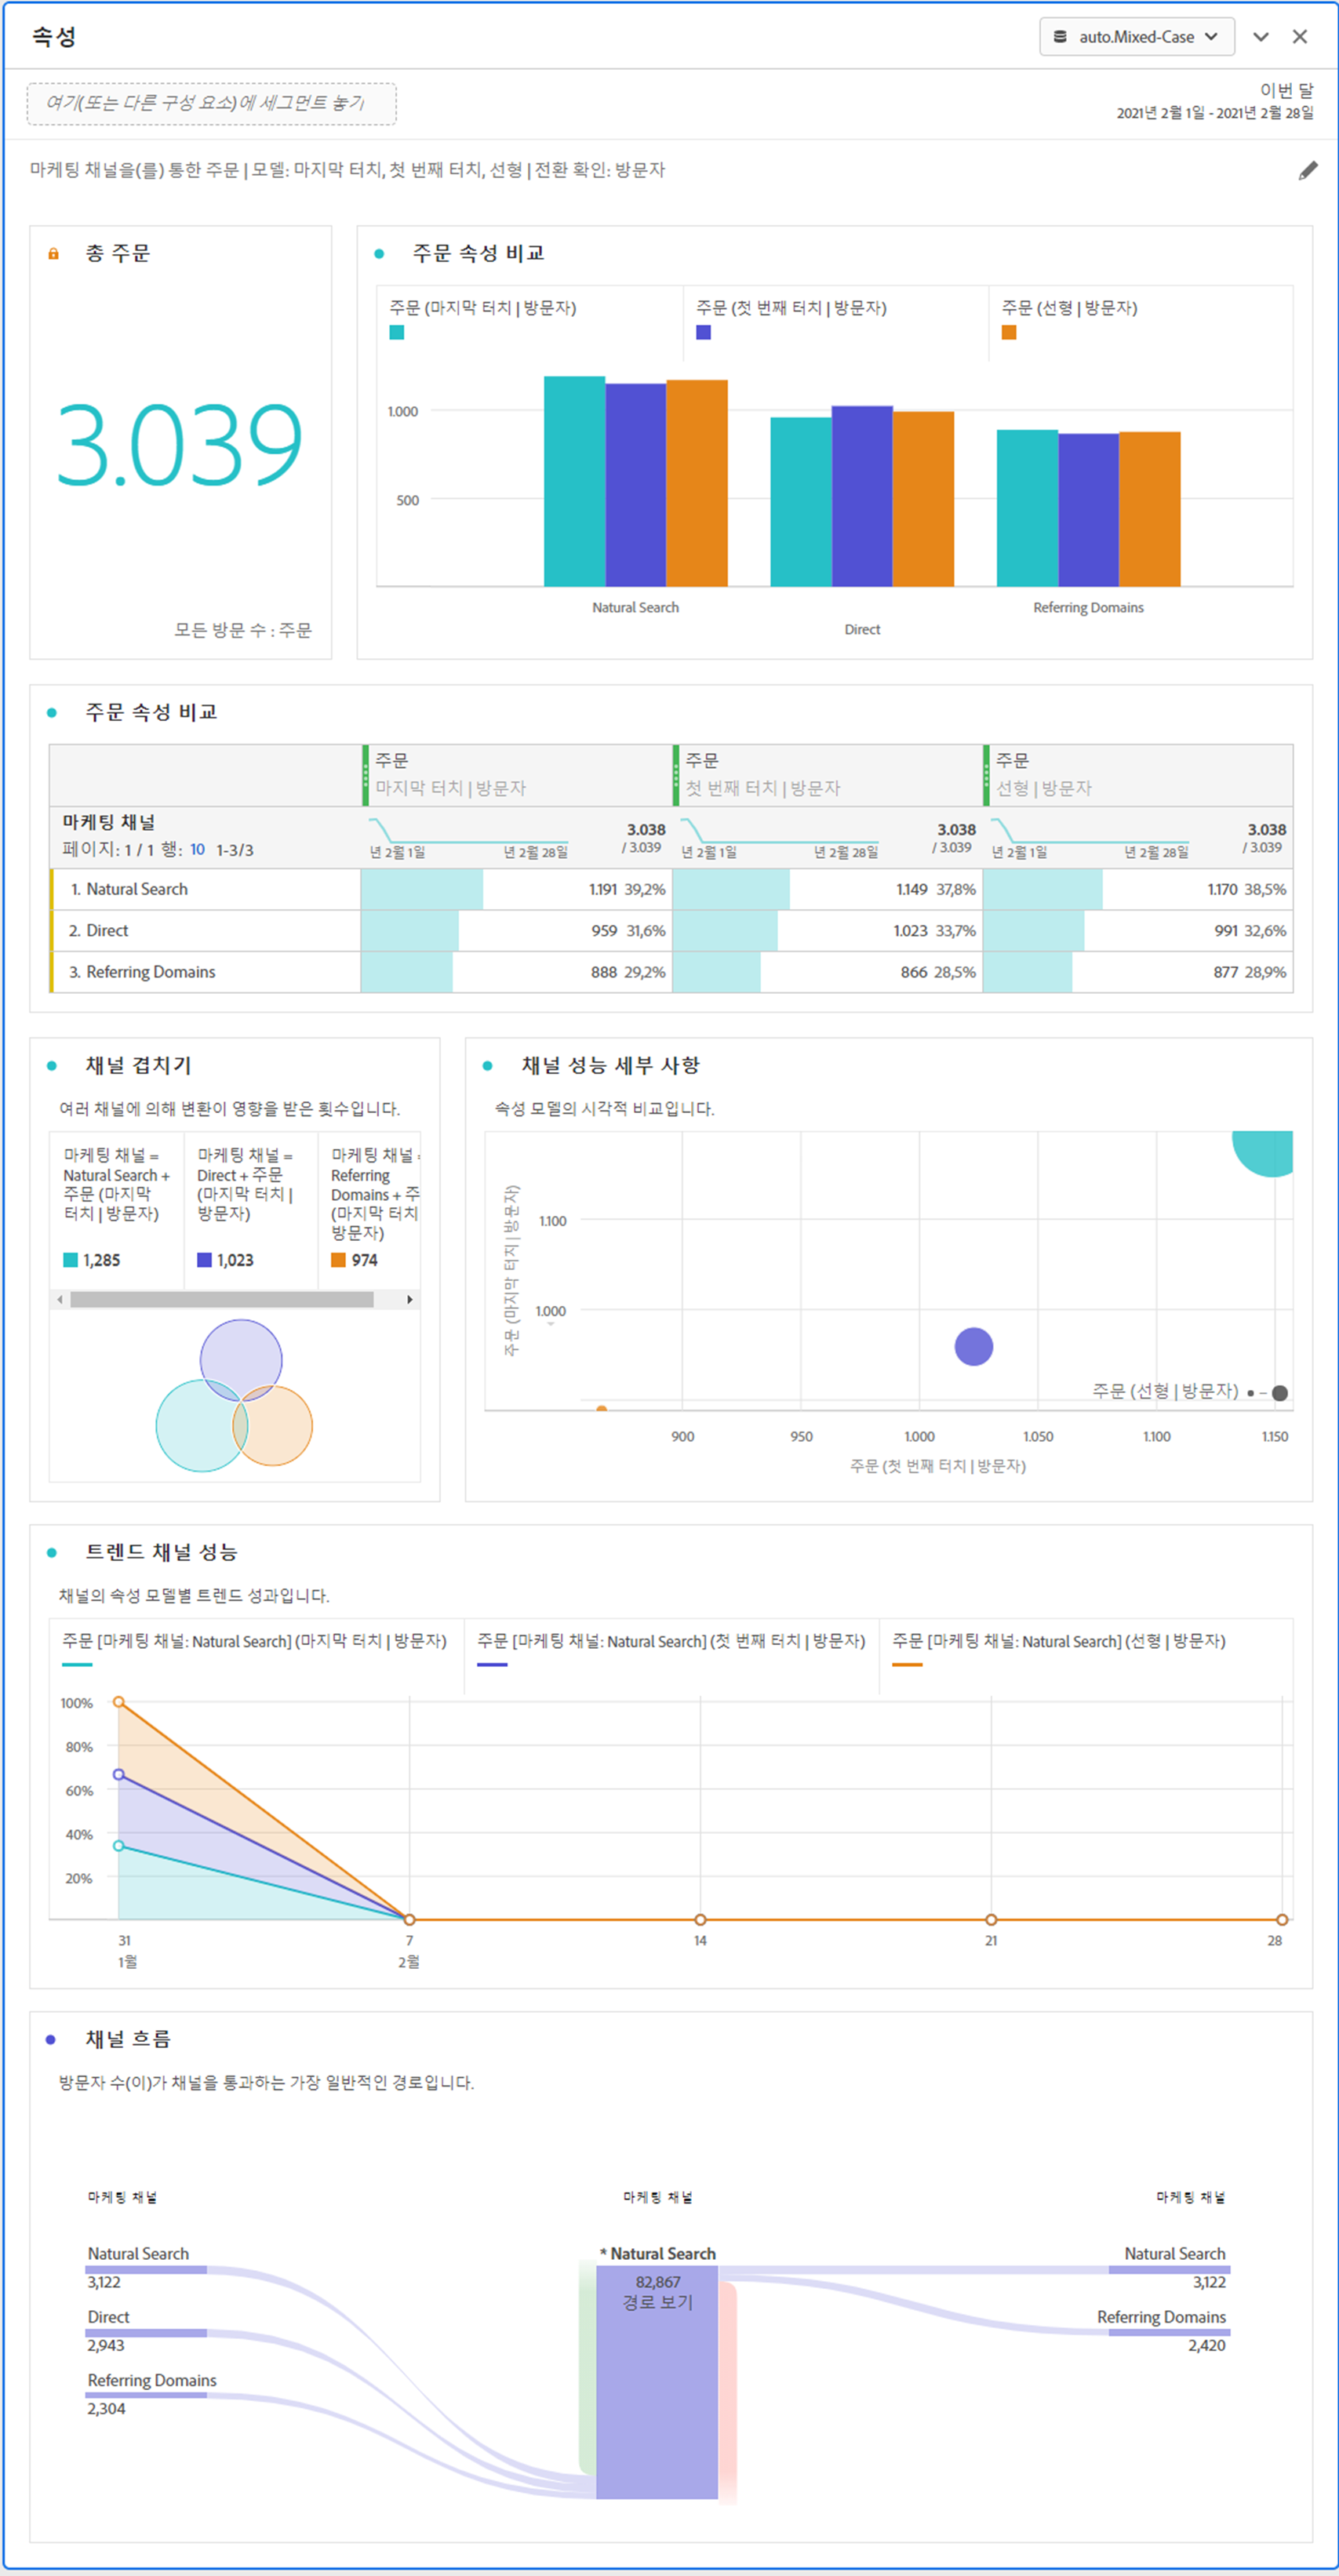 속성
auto.Mixed-Case
여기(또는 다른 구성 요소)에 세그먼트 놓기
이번 달
2021년 2월 1일 - 2021년 2월 28일
마케팅 채널을(를) 통한 주문 | 모델: 마지막 터치, 첫 번째 터치, 선형 | 전환 확인: 방문자
총 주문
3.039
모든 방문 수 : 주문
주문 속성 비교
주문 (마지막 터치 | 방문자)
주문 (첫 번째 터치 | 방문자)
주문 (선형 | 방문자)
1.000
500
Natural Search
Direct
Referring Domains
주문 속성 비교
주문
마지막 터치 | 방문자
주문
첫 번째 터치 | 방문자
주문
선형 | 방문자
마케팅 채널
페이지: 1 / 1 행: 10 1-3/3
년 2월 1일 년 2월 28일
3.038
/ 3.039
년 2월 1일 년 2월 28일
3.038
/ 3.039
년 2월 1일 년 2월 28일
3.038
/ 3.039
1. Natural Search 1.191 39,2% 1.149 37,8% 1.170 38,5%
2. Direct 959 31,6% 1.023 33,7% 991 32,6%
3. Referring Domains 888 29,2% 866 28,5% 877 28,9%
채널 겹치기
여러 채널에 의해 변환이 영향을 받은 횟수입니다.
마케팅 채널 =
Natural Search +
주문 (마지막
터치 | 방문자)
1,285
마케팅 채널 =
Direct + 주문
(마지막 터치 |
방문자)
1,023
마케팅 채널
Referring
Domains + 주
(마지막 터치
방문자)
974
채널 성능 세부 사항
속성 모델의 시각적 비교입니다.
주문 (마지막 터치 | 방문자)
1.100
1.000
주문 (선형 | 방문자)
900 950 1.000 1.050 1.100 1.150
주문 (첫 번째 터치 | 방문자)
트렌드 채널 성능
채널의 속성 모델별 트렌드 성과입니다.
주문 [마케팅 채널: Natural Search] (마지막 터치 | 방문자)
주문 [마케팅 채널: Natural Search] (첫 번째 터치 | 방문자)
주문 [마케팅 채널: Natural Search] (선형 | 방문자)
100%
80%
60%
40%
20%
31 7 14 21 28
1월 2월
채널 흐름
방문자 수(이)가 채널을 통과하는 가장 일반적인 경로입니다.
마케팅 채널 마케팅 채널 마케팅 채널
Natural Search
3,122
Direct
2,943
Referring Domains
2,304
* Natural Search
82,867
경로 보기
Natural Search
3,122
Referring Domains
2,420